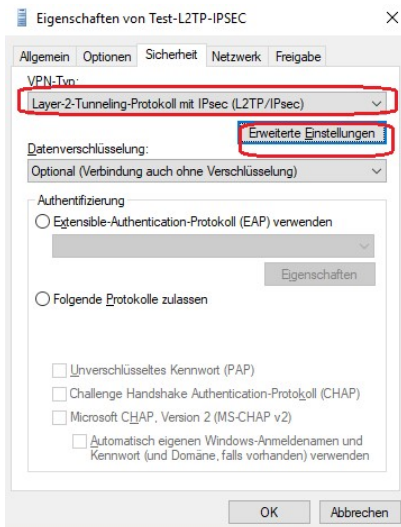 Eigenschaften von Test-L2TP-IPSEC
Allgemein Optionen Sicherheit Netzwerk Freigabe
VPN-Typ:
Layer-2-Tunneling-Protokoll mit IPsec (L2TP/IPsec)
Erweiterte Einstellungen
Datenverschlüsselung:
Optional (Verbindung auch ohne Verschlüsselung)
Authentifizierung
Extensible-Authentication-Protokoll (EAP) verwenden
Eigenschaften
Folgende Protokolle zulassen
Unverschlüsseltes Kennwort (PAP)
Challenge Handshake Authentication-Protokoll (CHAP)
Microsoft CHAP, Version 2 (MS-CHAP v2)
Automatisch eigenen Windows-Anmeldenamen und
Kennwort (und Domäne, falls vorhanden) verwenden
OK Abbrechen